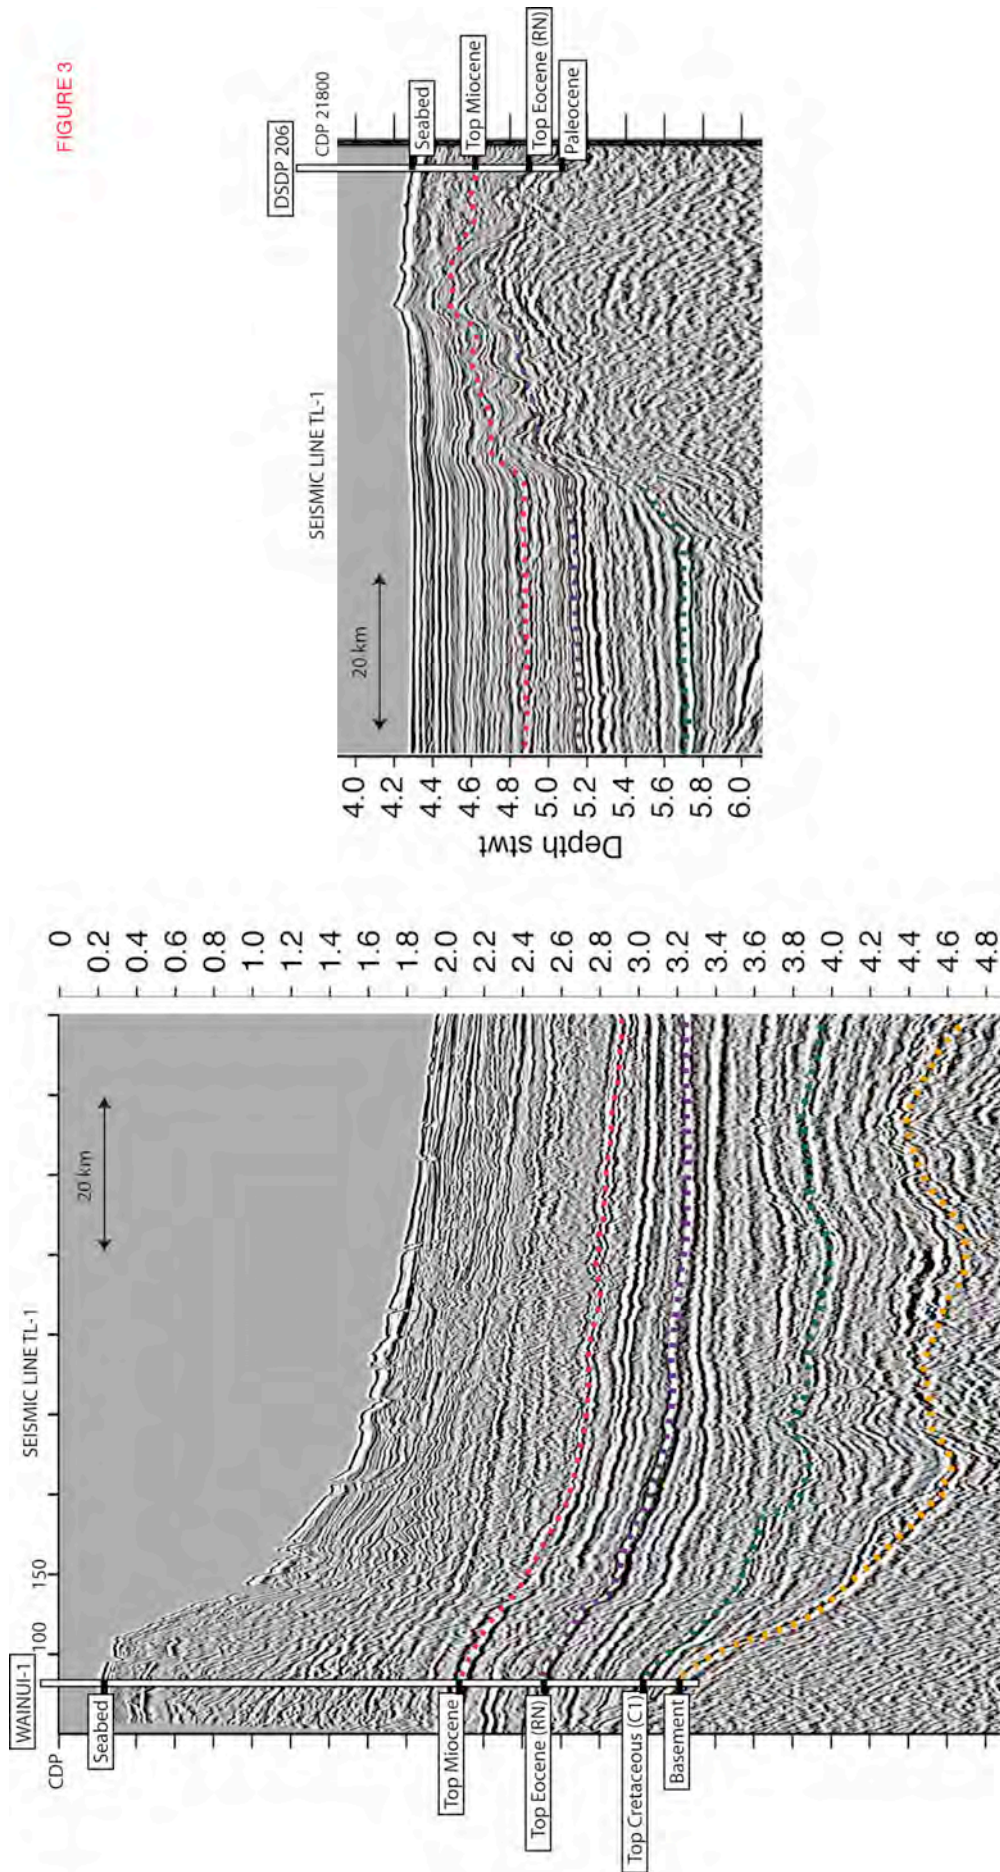 FIGURE 3
SEISMIC LINE TL-1
WAINUI-1
CDP
100
150
20 km
Seabed
Top Miocene
Top Eocene (RN)
Top Cretaceous (C1)
Basement
0
0.2
0.4
0.6
0.8
1.0
1.2
1.4
1.6
1.8
2.0
2.2
2.4
2.6
2.8
3.0
3.2
3.4
3.6
3.8
4.0
4.2
4.4
4.6
4.8
SEISMIC LINE TL-1
DSDP 206
CDP 21800
20 km
Seabed
Top Miocene
Top Eocene (RN)
Paleocene
Depth stwt
4.0
4.2
4.4
4.6
4.8
5.0
5.2
5.4
5.6
5.8
6.0